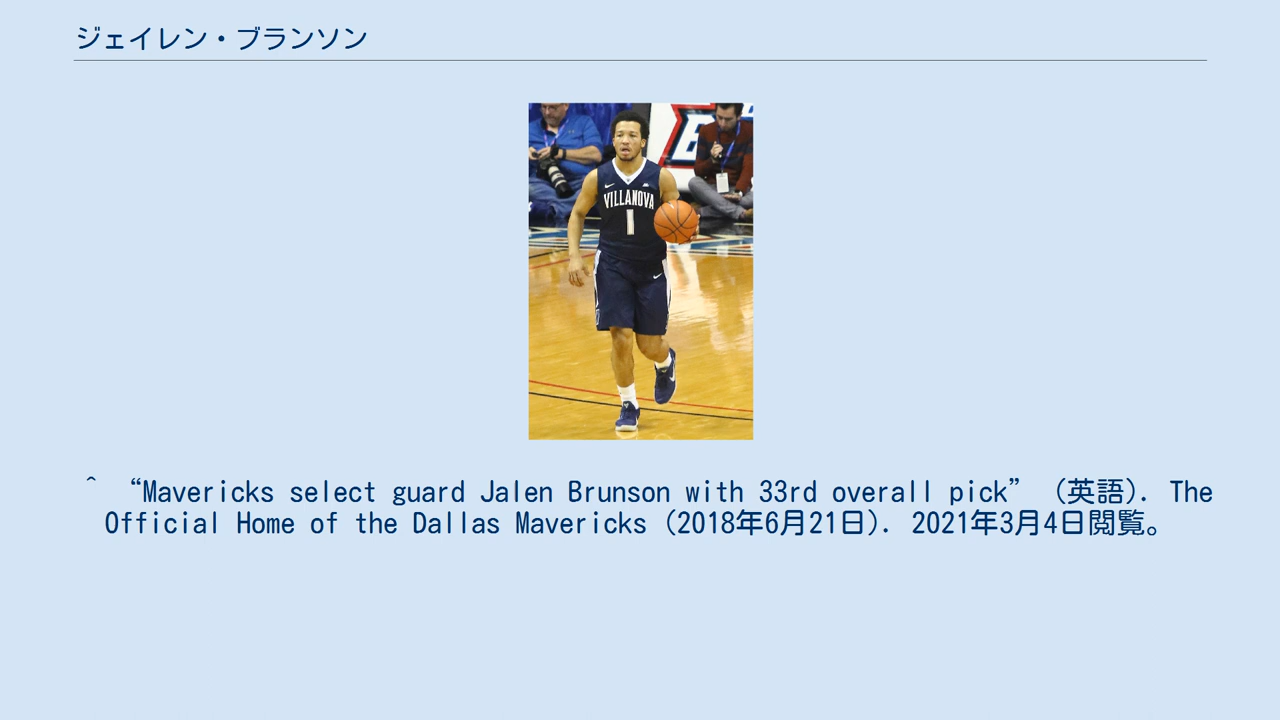 ジェイレン・ブランソン
VILLANOVA
1
^ “Mavericks select guard Jalen Brunson with 33rd overall pick” (英語). The
Official Home of the Dallas Mavericks (2018年6月21日). 2021年3月4日閲覧。